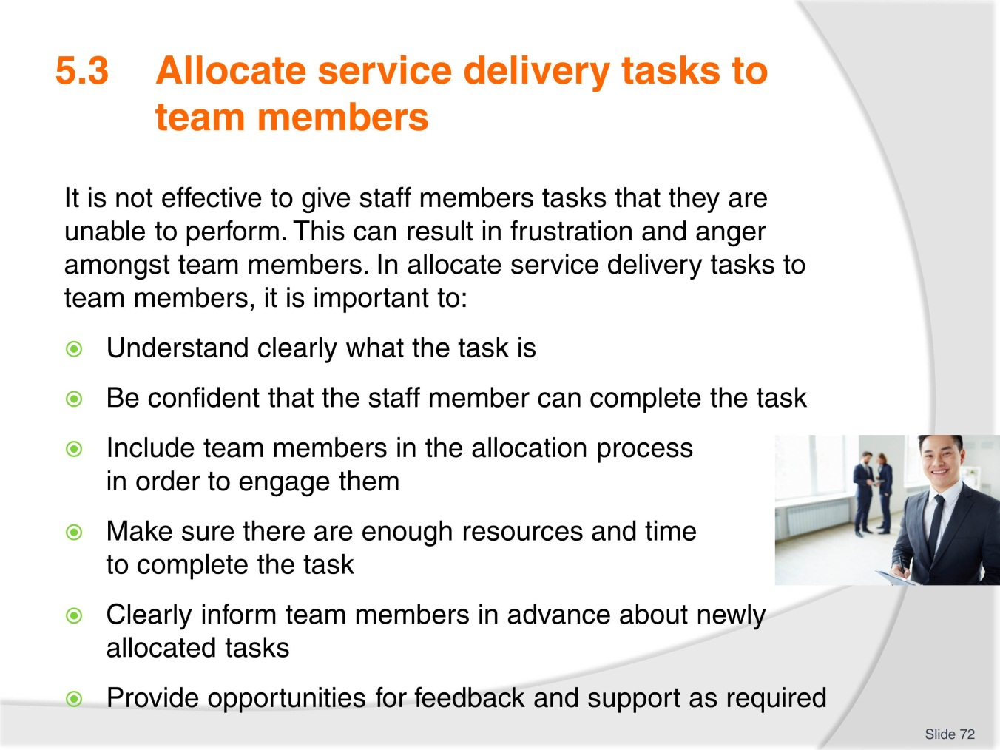 5.3 Allocate service delivery tasks to
team members
It is not effective to give staff members tasks that they are
unable to perform. This can result in frustration and anger
amongst team members. In allocate service delivery tasks to
team members, it is important to:
Understand clearly what the task is
Be confident that the staff member can complete the task
Include team members in the allocation process
in order to engage them
Make sure there are enough resources and time
to complete the task
Clearly inform team members in advance about newly
allocated tasks
Provide opportunities for feedback and support as required
Slide 72